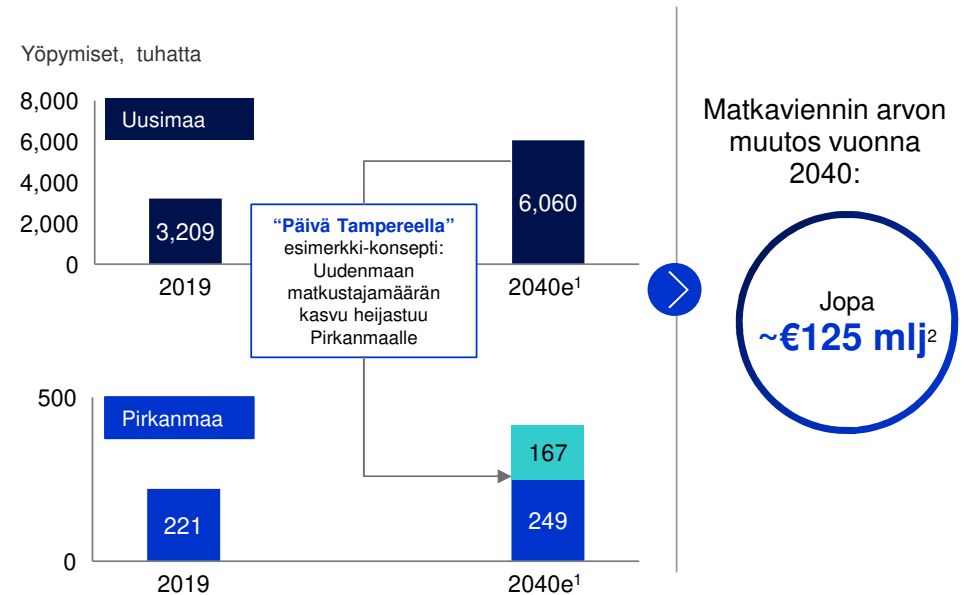 Yöpymiset, tuhatta
8,000
6,000
4,000
2,000
0
Uusimaa
3,209
6,060
2019
2040e¹
“Päivä Tampereella”
esimerkki-konsepti:
Uudenmaan
matkustajamäärän
kasvu heijastuu
Pirkanmaalle
500
0
Pirkanmaa
221
167
249
2019
2040e¹
Matkaviennin arvon
muutos vuonna
2040:
Jopa
~€125 mlj²